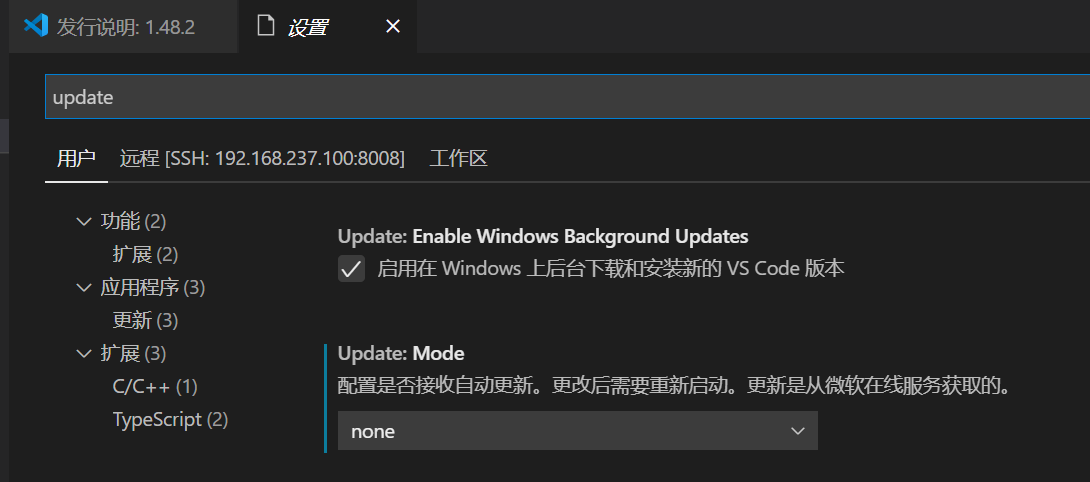 发行说明: 1.48.2
设置
update
用户 远程 [SSH: 192.168.237.100:8008] 工作区
功能 (2)
扩展 (2)
应用程序 (3)
更新 (3)
扩展 (3)
C/C++ (1)
TypeScript (2)
Update: Enable Windows Background Updates
启用在 Windows 上后台下载和安装新的 VS Code 版本
Update: Mode
配置是否接收自动更新。更改后需要重新启动。更新是从微软在线服务获取的。
none